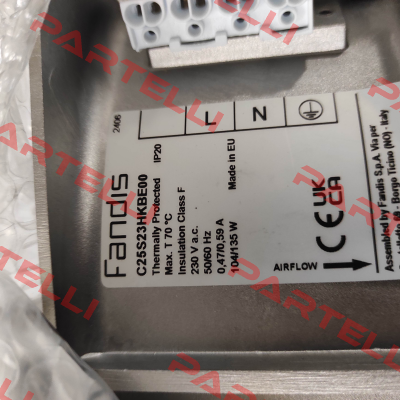 2406
L N
Fandis
C25S23HKBE00
Thermally Protected IP20
Max. T 70 °C
Insulation Class F
230 V a.c.
50/60 Hz
0,47/0,59 A
104/135 W Made in EU
AIRFLOW
CE
UK
CA
Assembled by Fandis S.p.A. Via per
69 - Borgo Ticino (NO) - Italy
PARTELLI
PARTELLI
PARTELLI
PARTELLI